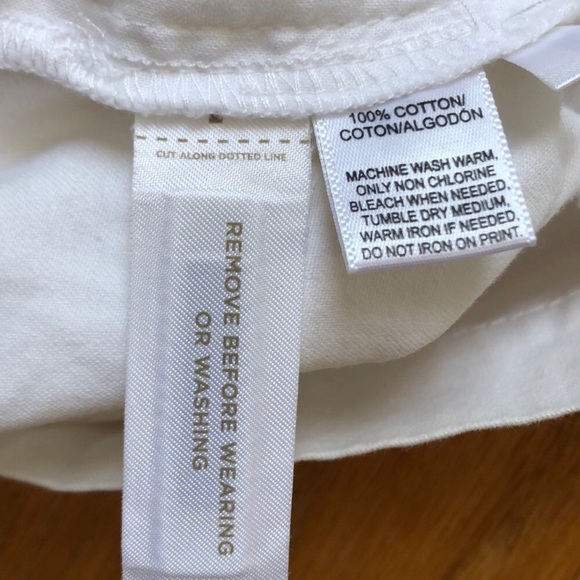 CUT ALONG DOTTED LINE
REMOVE BEFORE WEARING
OR WASHING
100% COTTON/
COTON/ALGODÓN
MACHINE WASH WARM,
ONLY NON CHLORINE
BLEACH WHEN NEEDED.
TUMBLE DRY MEDIUM,
WARM IRON IF NEEDED.
DO NOT IRON ON PRINT.